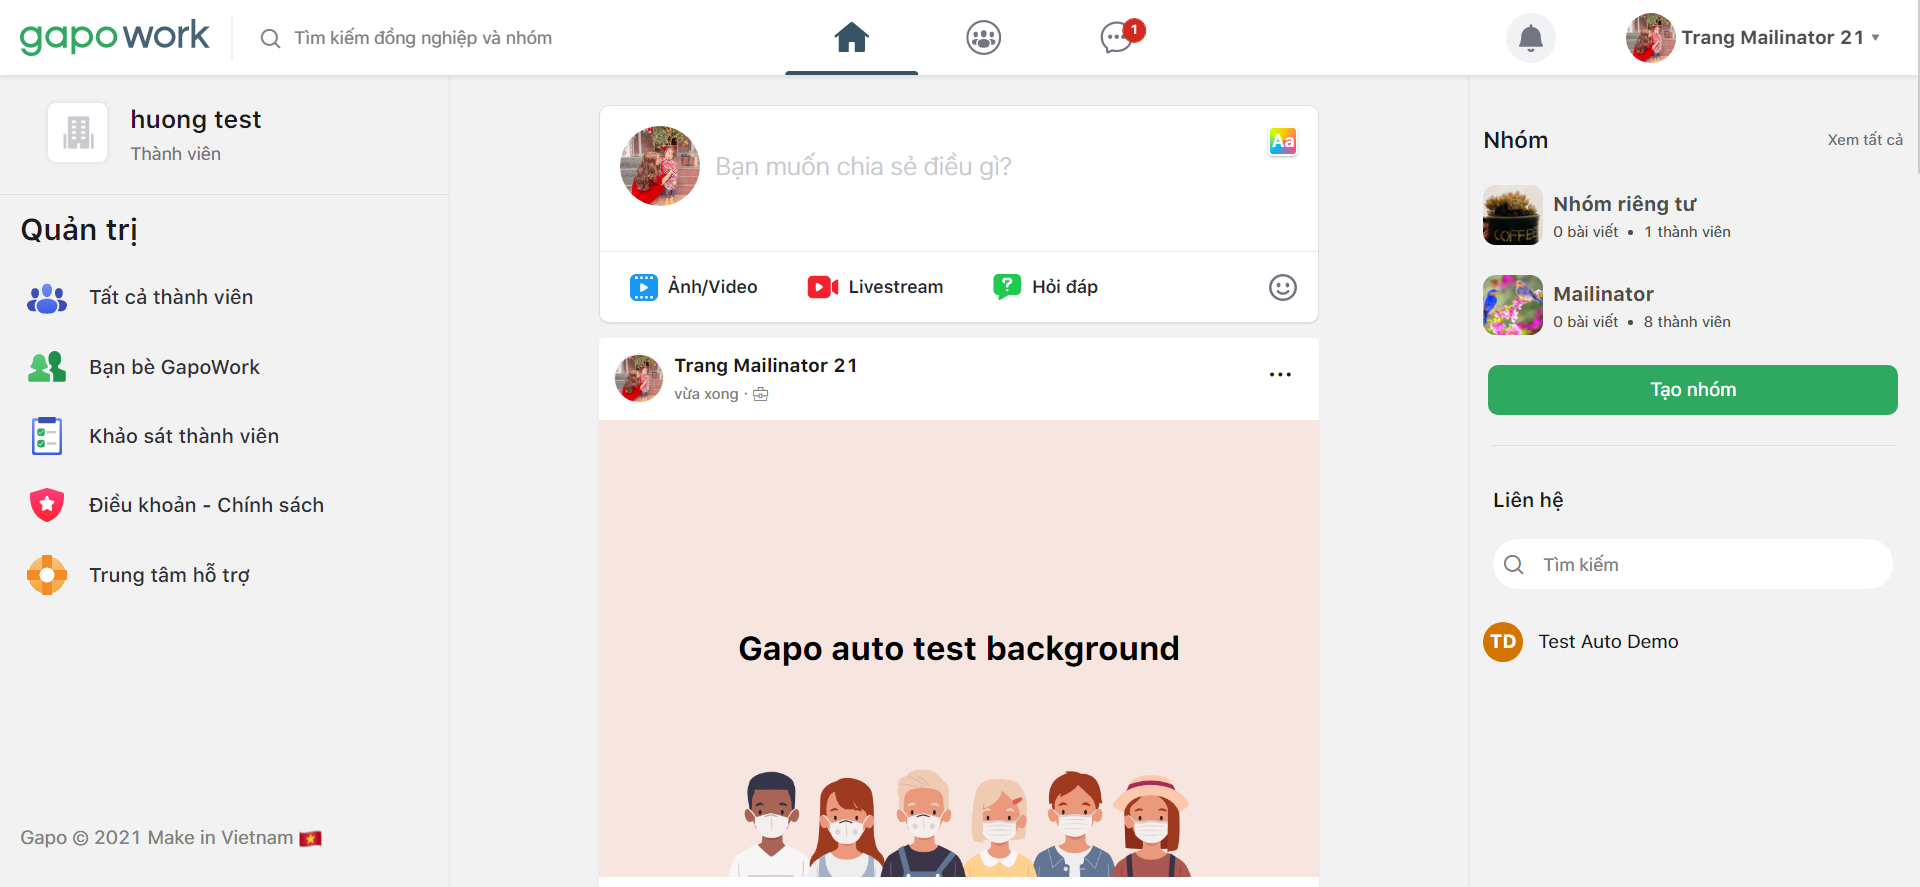 gapowork
Tìm kiếm đồng nghiệp và nhóm
1
Trang Mailinator 21
huong test
Thành viên
Quản trị
Tất cả thành viên
Bạn bè GapoWork
Khảo sát thành viên
Điều khoản - Chính sách
Trung tâm hỗ trợ
Gapo © 2021 Make in Vietnam
Bạn muốn chia sẻ điều gì?
Aa
Ảnh/Video
Livestream
Hỏi đáp
Trang Mailinator 21
vừa xong ·
Gapo auto test background
Nhóm
Xem tất cả
COFFEE
Nhóm riêng tư
0 bài viết • 1 thành viên
Mailinator
0 bài viết • 8 thành viên
Tạo nhóm
Liên hệ
Tìm kiếm
TD
Test Auto Demo